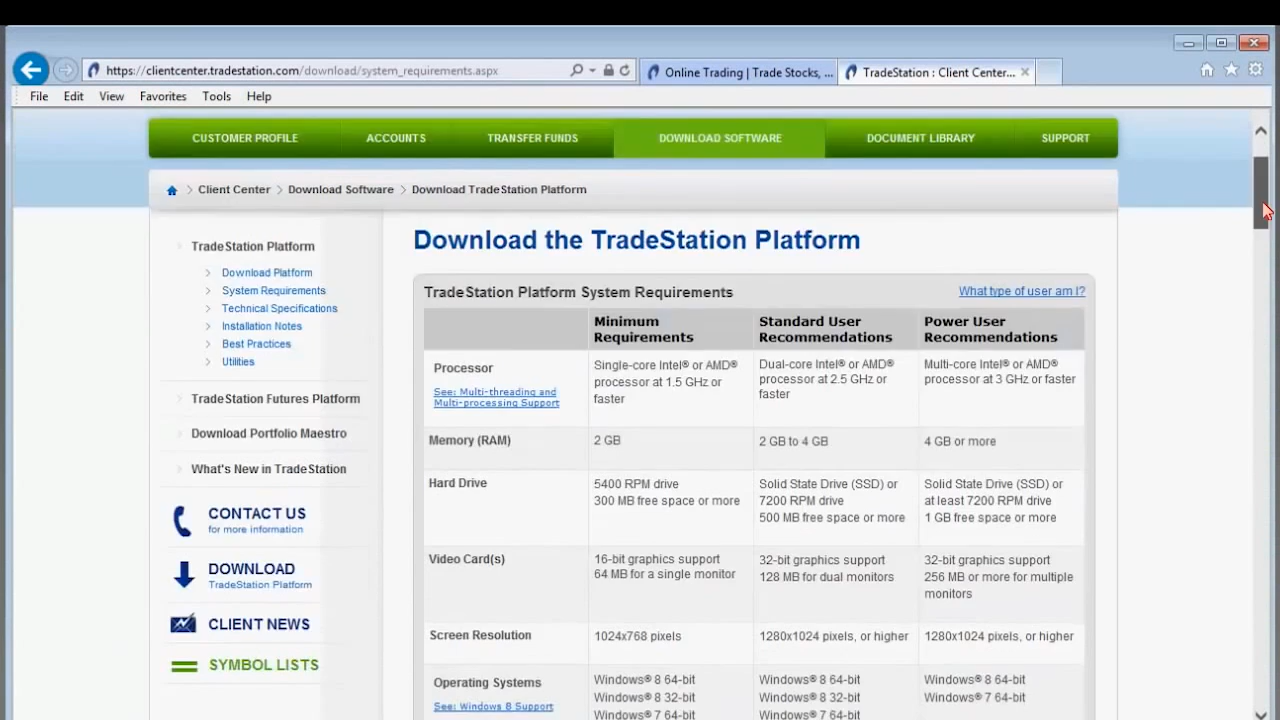 https://clientcenter.tradestation.com/download/system_requirements.aspx
Online Trading | Trade Stocks, ...
TradeStation : Client Center...
File Edit View Favorites Tools Help
CUSTOMER PROFILE ACCOUNTS TRANSFER FUNDS DOWNLOAD SOFTWARE DOCUMENT LIBRARY SUPPORT
Client Center > Download Software > Download TradeStation Platform
TradeStation Platform
Download Platform
System Requirements
Technical Specifications
Installation Notes
Best Practices
Utilities
TradeStation Futures Platform
Download Portfolio Maestro
What's New in TradeStation
CONTACT US
for more information
DOWNLOAD
TradeStation Platform
CLIENT NEWS
SYMBOL LISTS
Download the TradeStation Platform
TradeStation Platform System Requirements
What type of user am I?
Minimum
Requirements
Standard User
Recommendations
Power User
Recommendations
Processor
See: Multi-threading and
Multi-processing Support
Single-core Intel® or AMD®
processor at 1.5 GHz or
faster
Dual-core Intel® or AMD®
processor at 2.5 GHz or
faster
Multi-core Intel® or AMD®
processor at 3 GHz or faster
Memory (RAM)
2 GB
2 GB to 4 GB
4 GB or more
Hard Drive
5400 RPM drive
300 MB free space or more
Solid State Drive (SSD) or
7200 RPM drive
500 MB free space or more
Solid State Drive (SSD) or
at least 7200 RPM drive
1 GB free space or more
Video Card(s)
16-bit graphics support
64 MB for a single monitor
32-bit graphics support
128 MB for dual monitors
32-bit graphics support
256 MB or more for multiple
monitors
Screen Resolution
1024x768 pixels
1280x1024 pixels, or higher
1280x1024 pixels, or higher
Operating Systems
See: Windows 8 Support
Windows® 8 64-bit
Windows® 8 32-bit
Windows® 7 64-bit
Windows® 8 64-bit
Windows® 8 32-bit
Windows® 7 64-bit
Windows® 8 64-bit
Windows® 7 64-bit